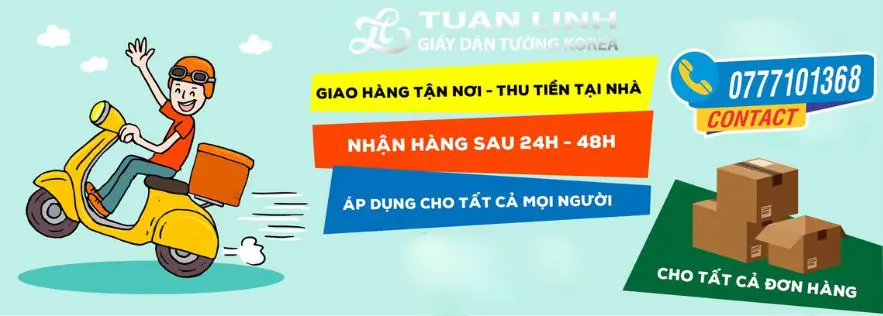 TUAN LINH
GIẤY DÁN TƯỜNG KOREA
GIAO HÀNG TẬN NƠI - THU TIỀN TẠI NHÀ
0777101368
CONTACT
NHẬN HÀNG SAU 24H - 48H
ÁP DỤNG CHO TẤT CẢ MỌI NGƯỜI
CHO TẤT CẢ ĐƠN HÀNG